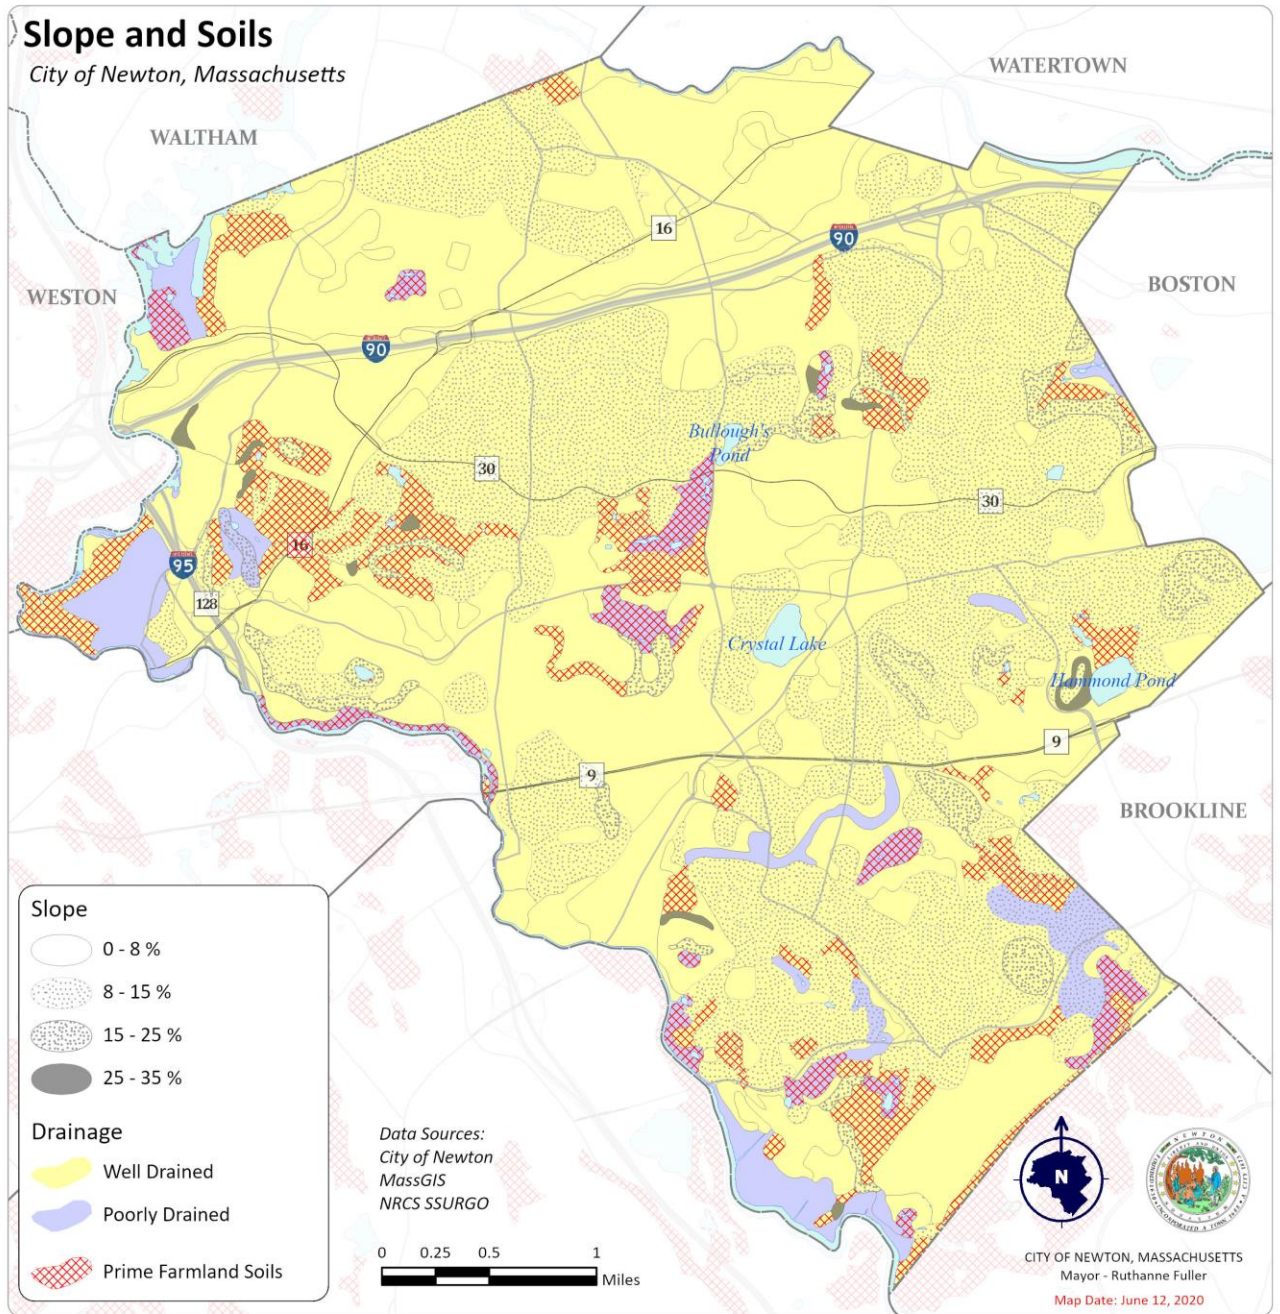 Slope and Soils
City of Newton, Massachusetts
WATERTOWN
WALTHAM
16
90
WESTON
BOSTON
90
Bullough's
Pond
30
30
16
95
128
Crystal Lake
Hammond Pond
9
9
BROOKLINE
Slope
0 - 8 %
8 - 15 %
15 - 25 %
25 - 35 %
Drainage
Well Drained
Poorly Drained
Prime Farmland Soils
Data Sources:
City of Newton
MassGIS
NRCS SSURGO
0 0.25 0.5 1
Miles
N
CITY OF NEWTON, MASSACHUSETTS
Mayor - Ruthanne Fuller
Map Date: June 12, 2020